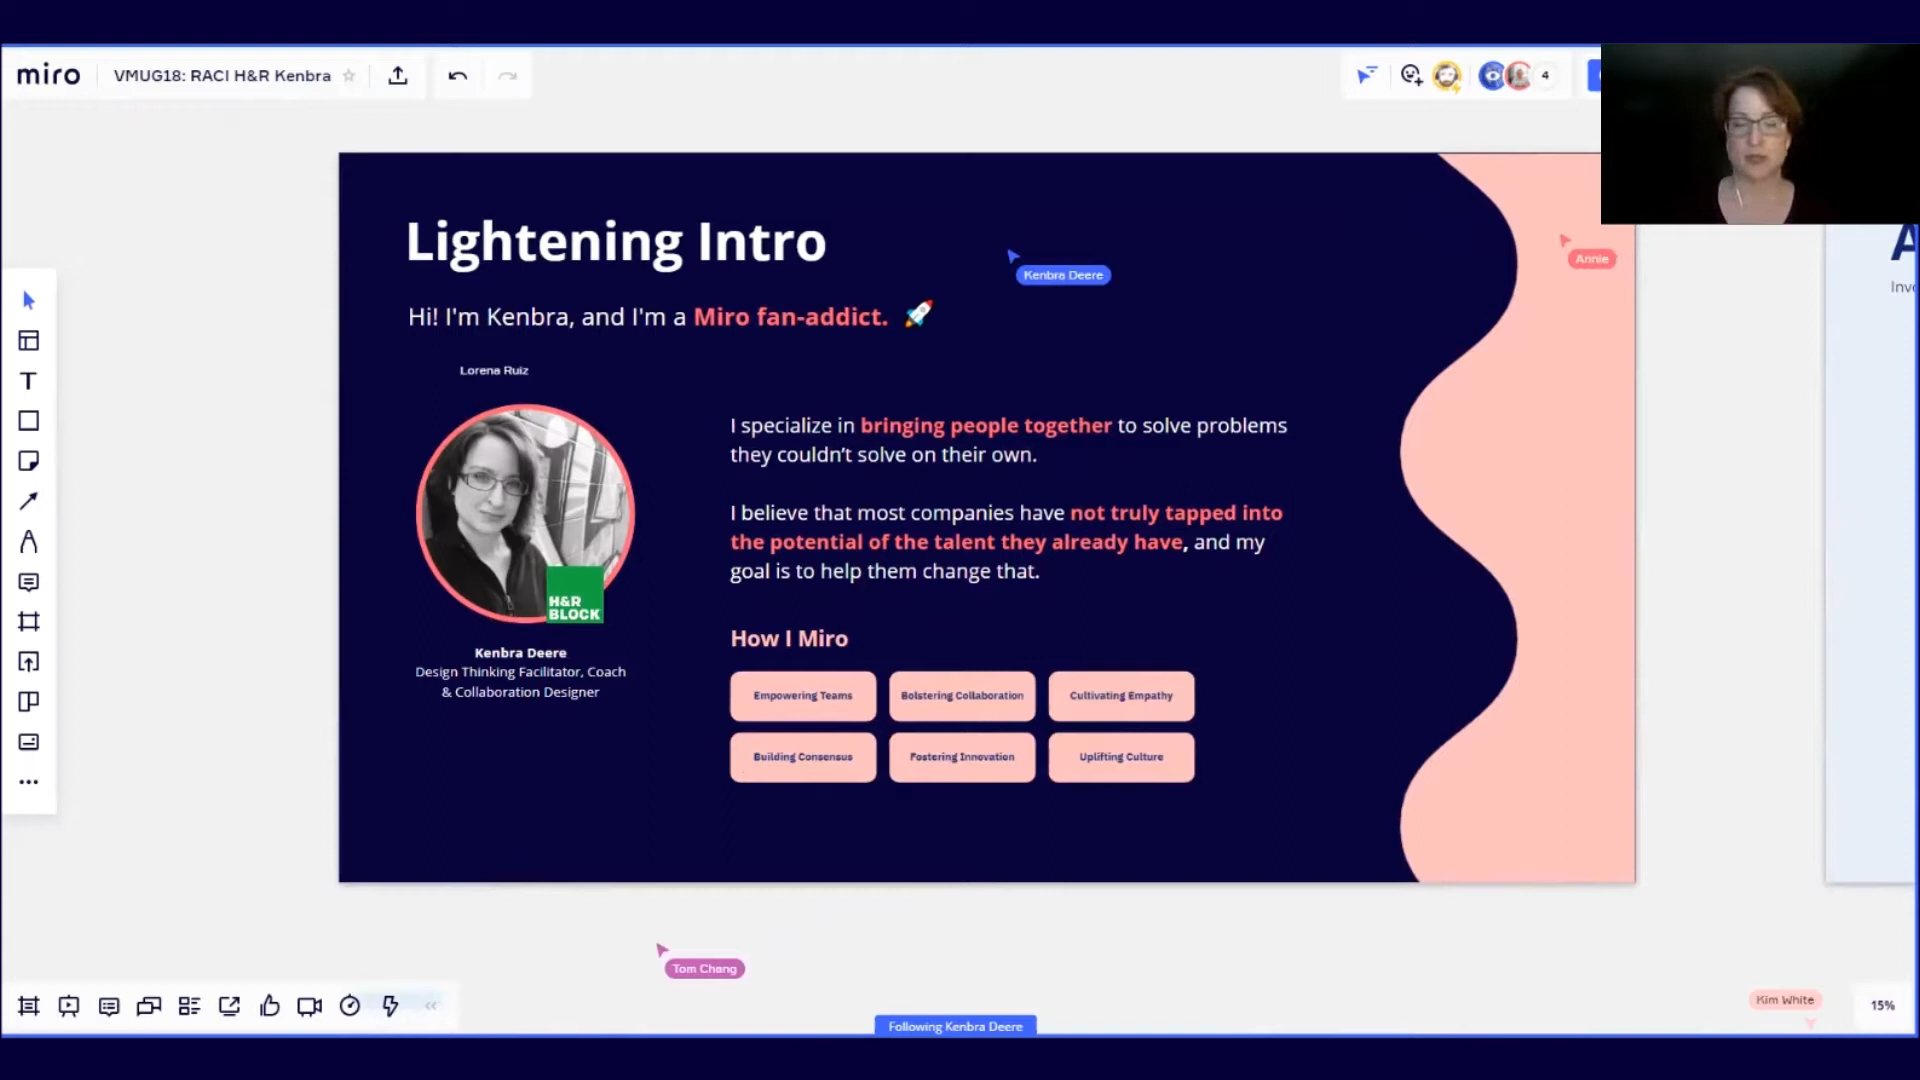 miro
VMUG18: RACI H&R Kenbra
4
Lightening Intro
Kenbra Deere
Annie
A
Inv
Hi! I'm Kenbra, and I'm a Miro fan-addict. 🚀
Lorena Ruiz
I specialize in bringing people together to solve problems
they couldn't solve on their own.
I believe that most companies have not truly tapped into
the potential of the talent they already have, and my
goal is to help them change that.
H&R
BLOCK
Kenbra Deere
Design Thinking Facilitator, Coach
& Collaboration Designer
How I Miro
Empowering Teams
Bolstering Collaboration
Cultivating Empathy
Building Consensus
Fostering Innovation
Uplifting Culture
Tom Chang
Kim White
15%
Following Kenbra Deere